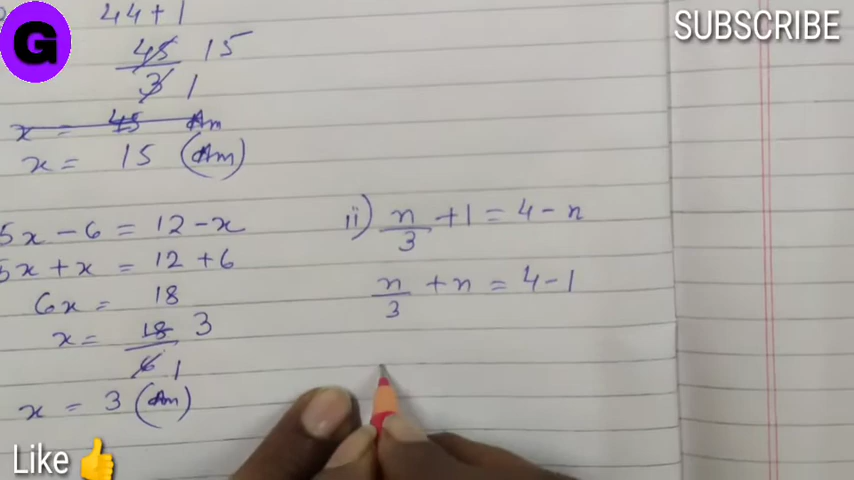 G
SUBSCRIBE
44+1
45 15
3 1
x = 45 Am
x = 15 (Am)
5x - 6 = 12 - x
5x + x = 12 + 6
6x = 18
x = 18 3
6 1
x = 3 (Am)
ii) n/3 + 1 = 4 - n
n/3 + n = 4 - 1
Like